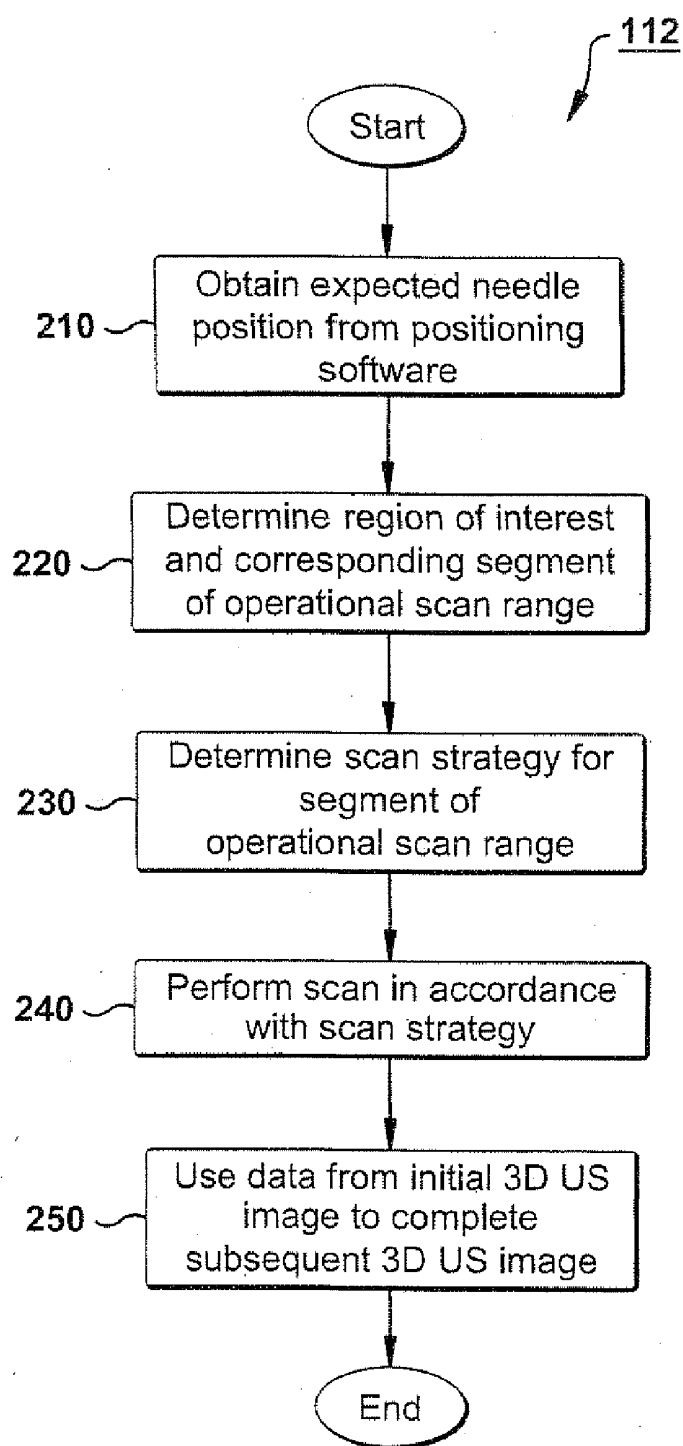 112
Start
210
Obtain expected needle
position from positioning
software
220
Determine region of interest
and corresponding segment
of operational scan range
230
Determine scan strategy for
segment of
operational scan range
240
Perform scan in accordance
with scan strategy
250
Use data from initial 3D US
image to complete
subsequent 3D US image
End